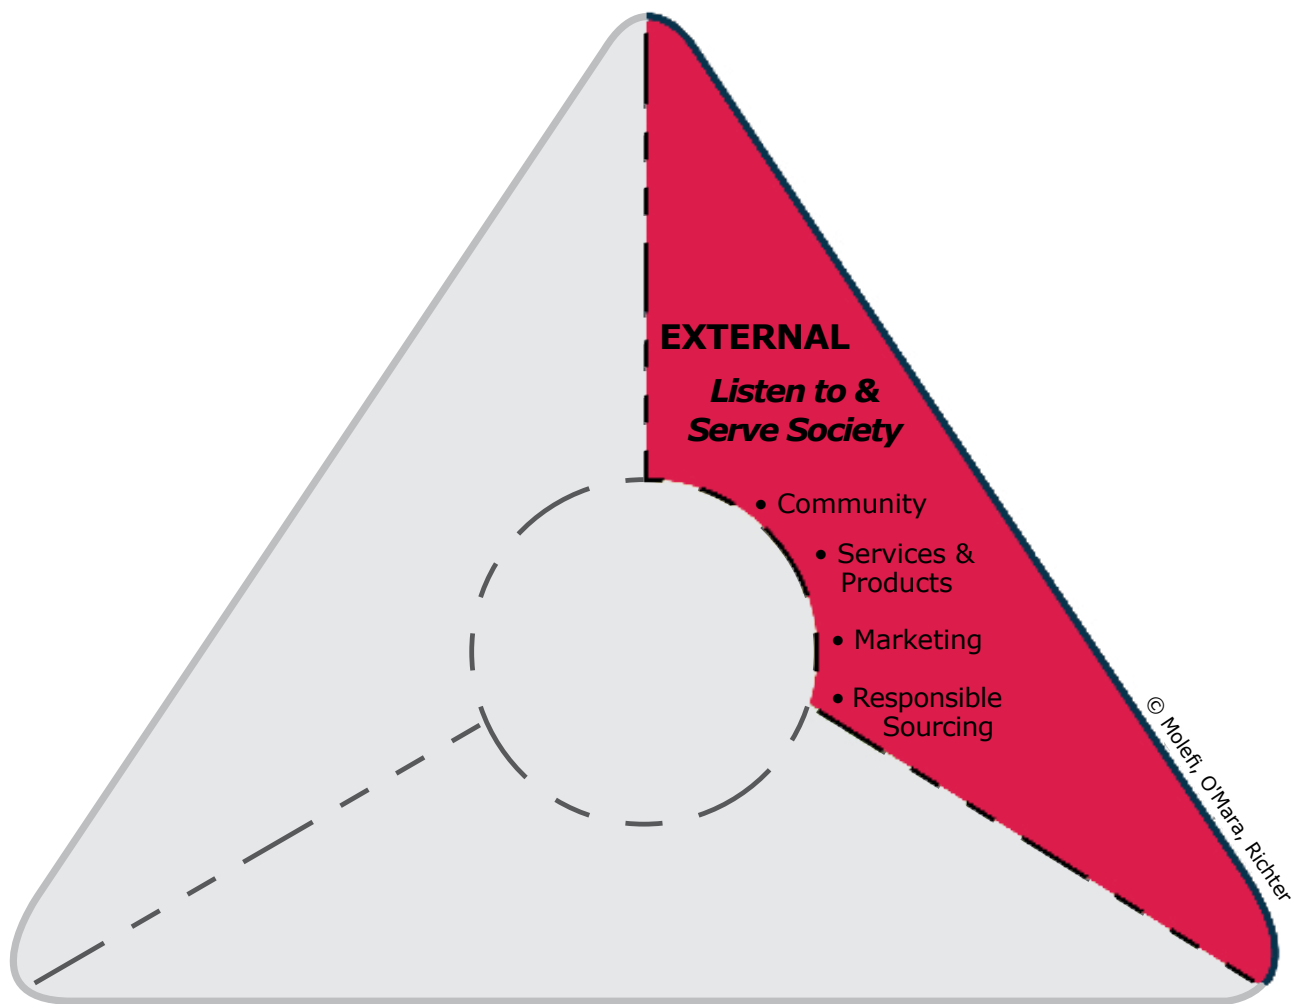 EXTERNAL
Listen to &
Serve Society
• Community
• Services &
Products
• Marketing
• Responsible
Sourcing
© Molefi, O'Mara, Richter